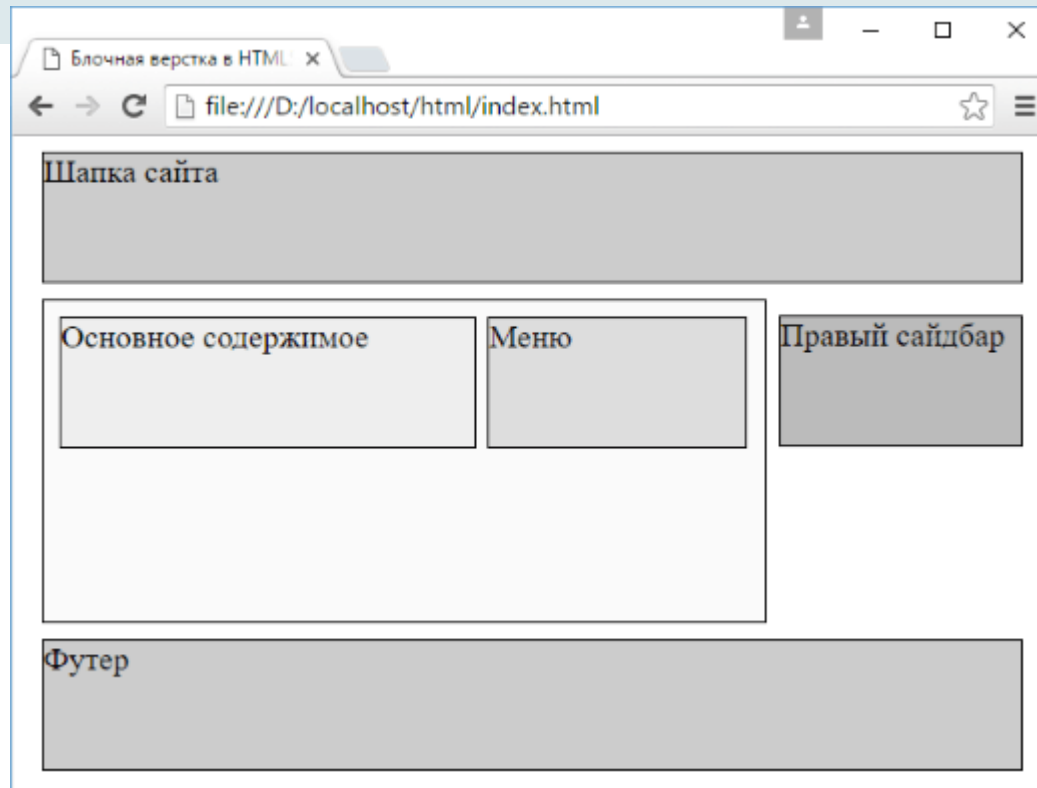 Блочная верстка в HTML
file:///D:/localhost/html/index.html
Шапка сайта
Основное содержимое
Меню
Правый сайдбар
Футер